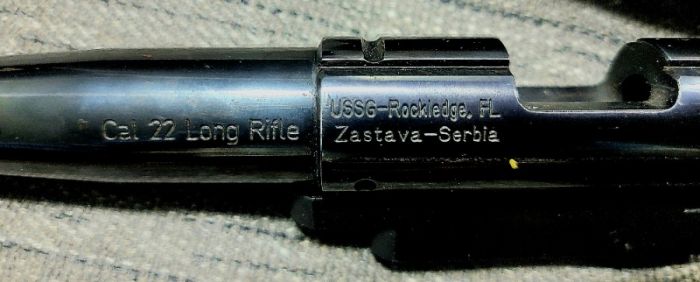 Cal 22 Long Rifle
USSG-Rockledge, FL
Zastava-Serbia